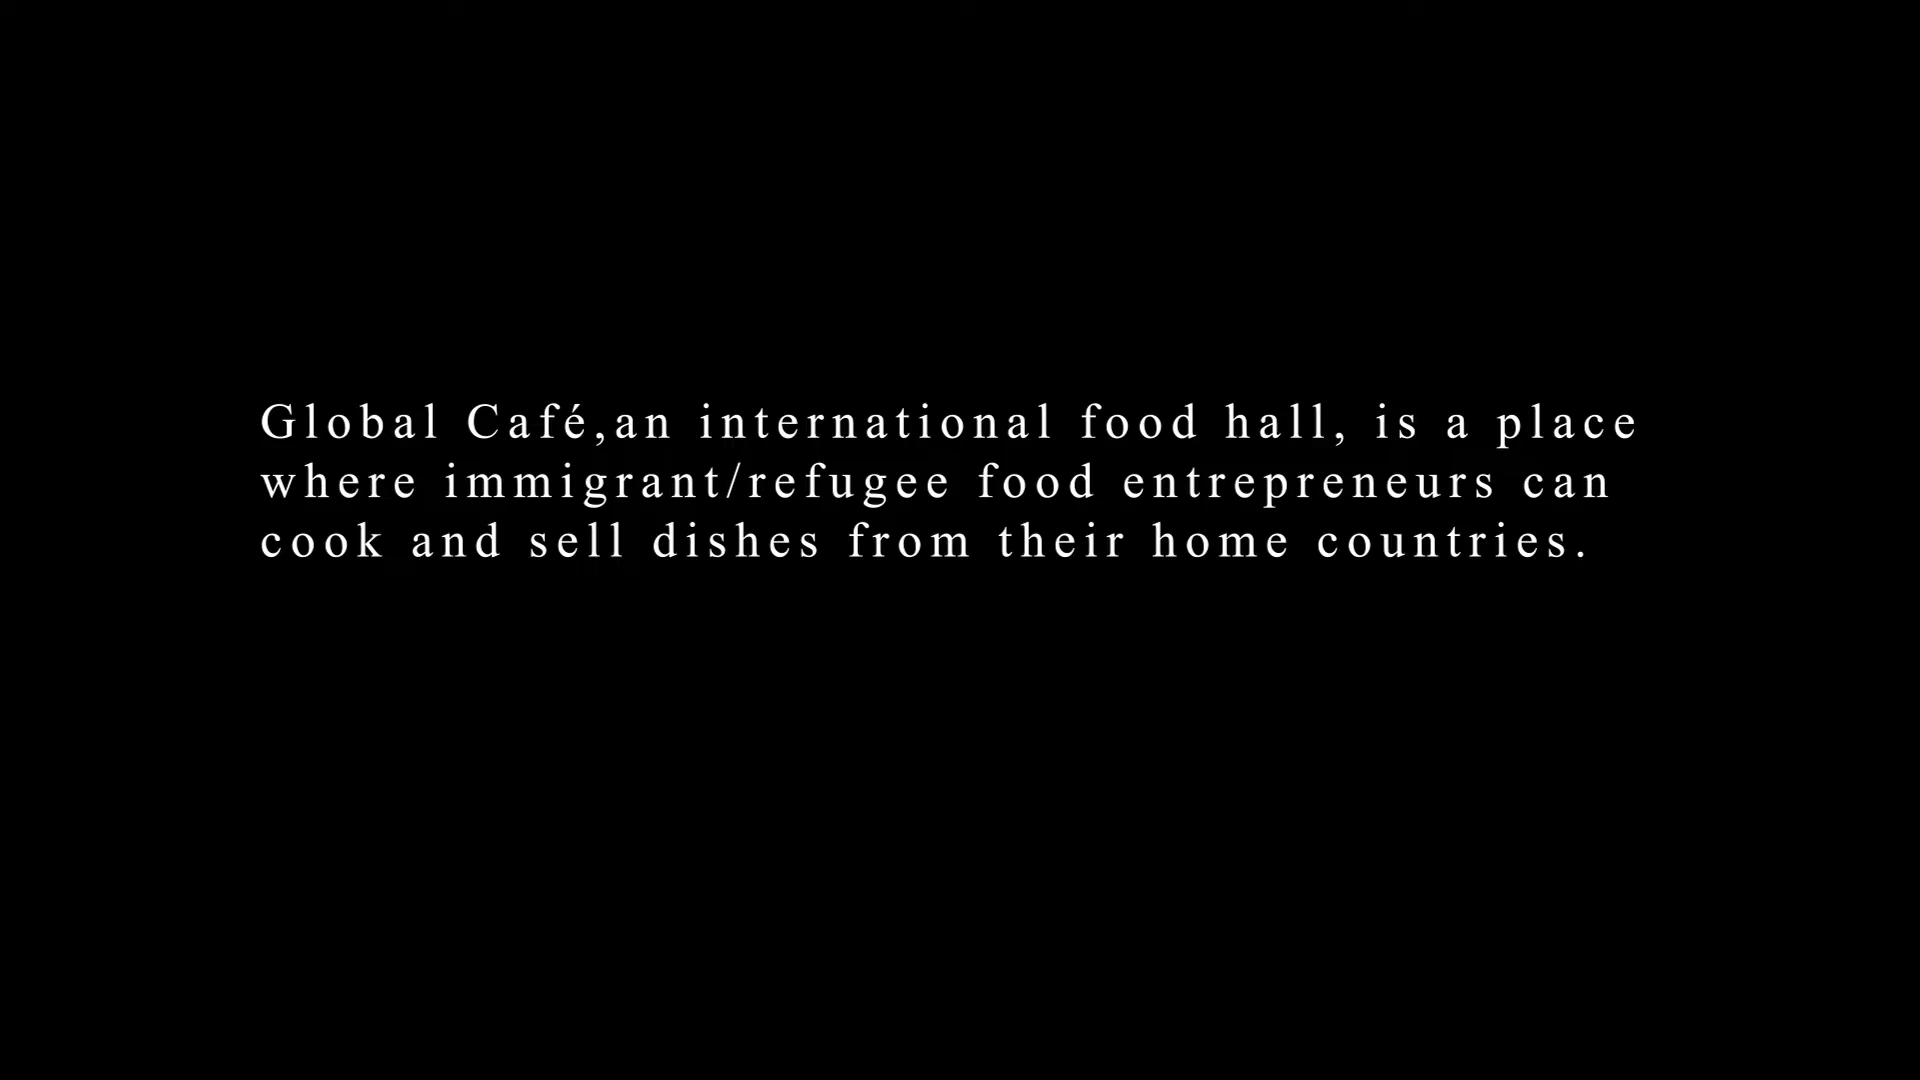 Global Café,an international food hall, is a place
where immigrant/refugee food entrepreneurs can
cook and sell dishes from their home countries.